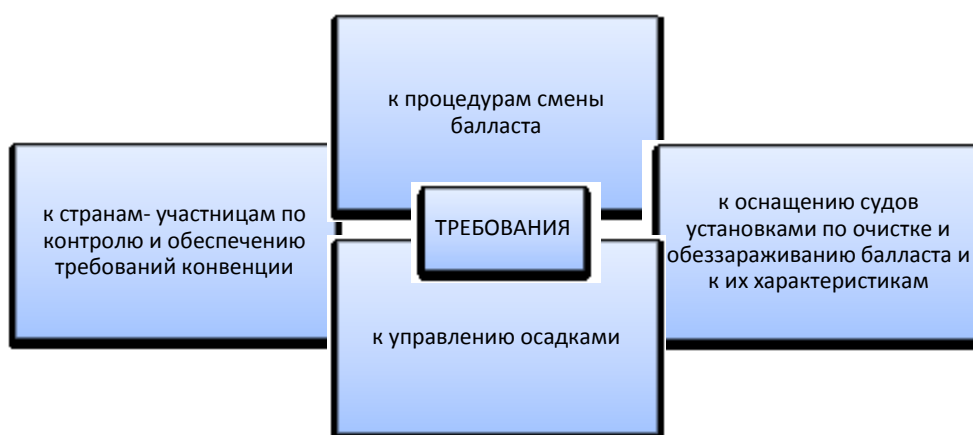 к процедурам смены
балласта
к странам- участницам по
контролю и обеспечению
требований конвенции
ТРЕБОВАНИЯ
к оснащению судов
установками по очистке и
обеззараживанию балласта и
к их характеристикам
к управлению осадками